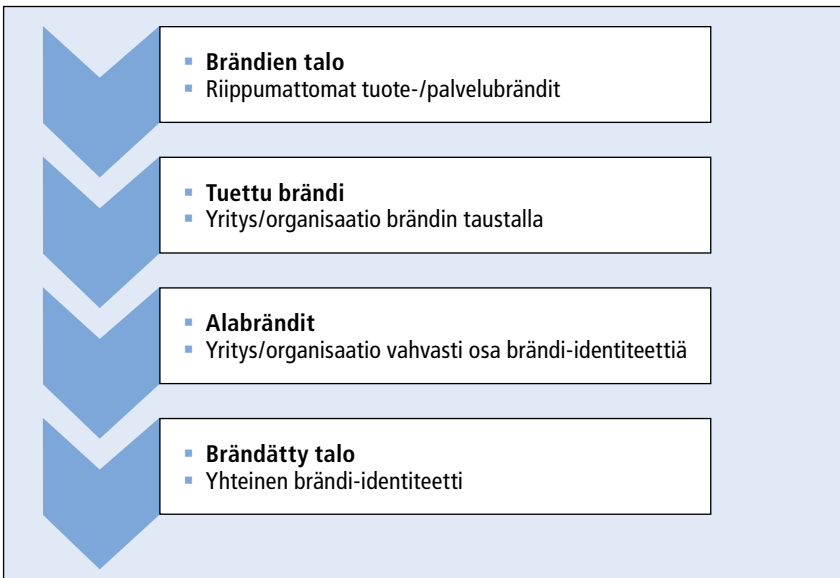 Brändien talo
Riippumattomat tuote-/palvelubrändit
Tuettu brändi
Yritys/organisaatio brändin taustalla
Alabrändit
Yritys/organisaatio vahvasti osa brändi-identiteettiä
Brändätty talo
Yhteinen brändi-identiteetti